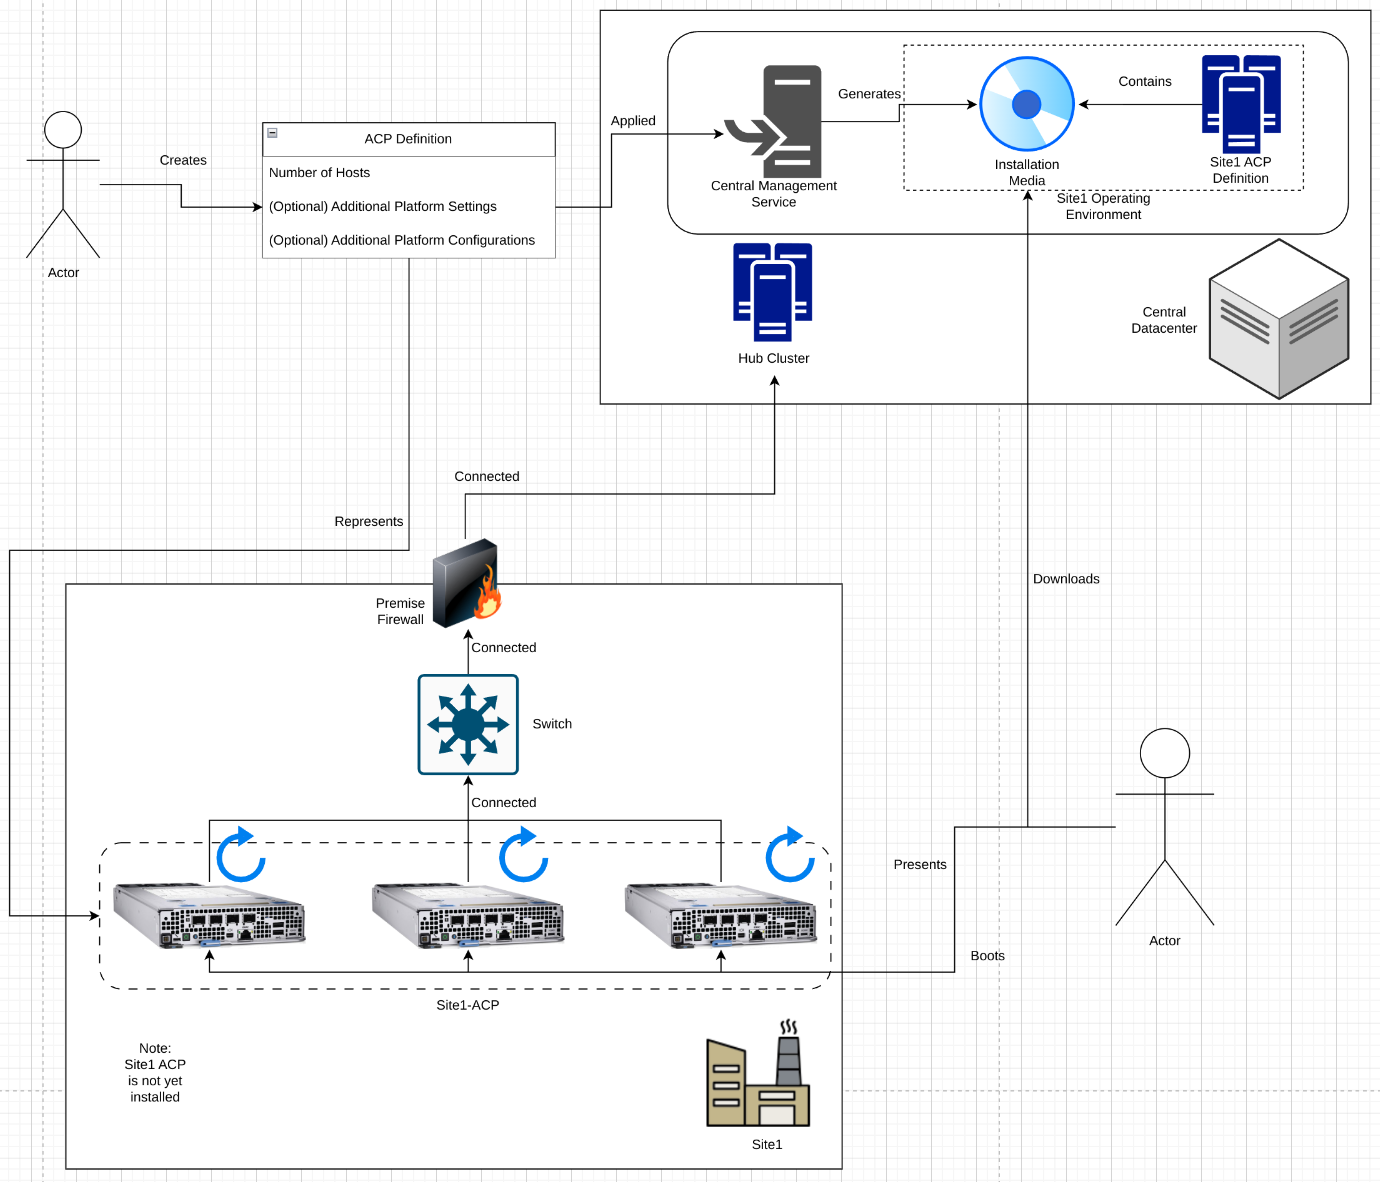 Creates
Actor
ACP Definition
Number of Hosts
(Optional) Additional Platform Settings
(Optional) Additional Platform Configurations
Applied
Generates
Contains
Central Management
Service
Installation
Media
Site1 ACP
Definition
Site1 Operating
Environment
Hub Cluster
Central
Datacenter
Connected
Represents
Downloads
Premise
Firewall
Connected
Switch
Connected
Presents
Boots
Actor
Site1-ACP
Note:
Site1 ACP
is not yet
installed
Site1